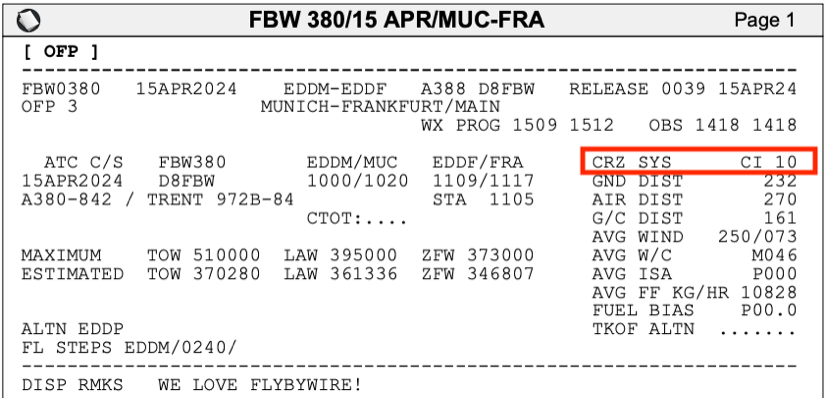 FBW 380/15 APR/MUC-FRA Page 1
[ OFP ]
--------------------------------------------------------------------
FBW0380 15APR2024 EDDM-EDDF A388 D8FBW RELEASE 0039 15APR24
OFP 3 MUNICH-FRANKFURT/MAIN
WX PROG 1509 1512 OBS 1418 1418
ATC C/S FBW380 EDDM/MUC EDDF/FRA CRZ SYS CI 10
15APR2024 D8FBW 1000/1020 1109/1117 GND DIST 232
A380-842 / TRENT 972B-84 STA 1105 AIR DIST 270
CTOT:.... G/C DIST 161
AVG WIND 250/073
MAXIMUM TOW 510000 LAW 395000 ZFW 373000 AVG W/C M046
ESTIMATED TOW 370280 LAW 361336 ZFW 346807 AVG ISA P000
AVG FF KG/HR 10828
FUEL BIAS P00.0
ALTN EDDP TKOF ALTN .......
FL STEPS EDDM/0240/
--------------------------------------------------------------------
DISP RMKS WE LOVE FLYBYWIRE!